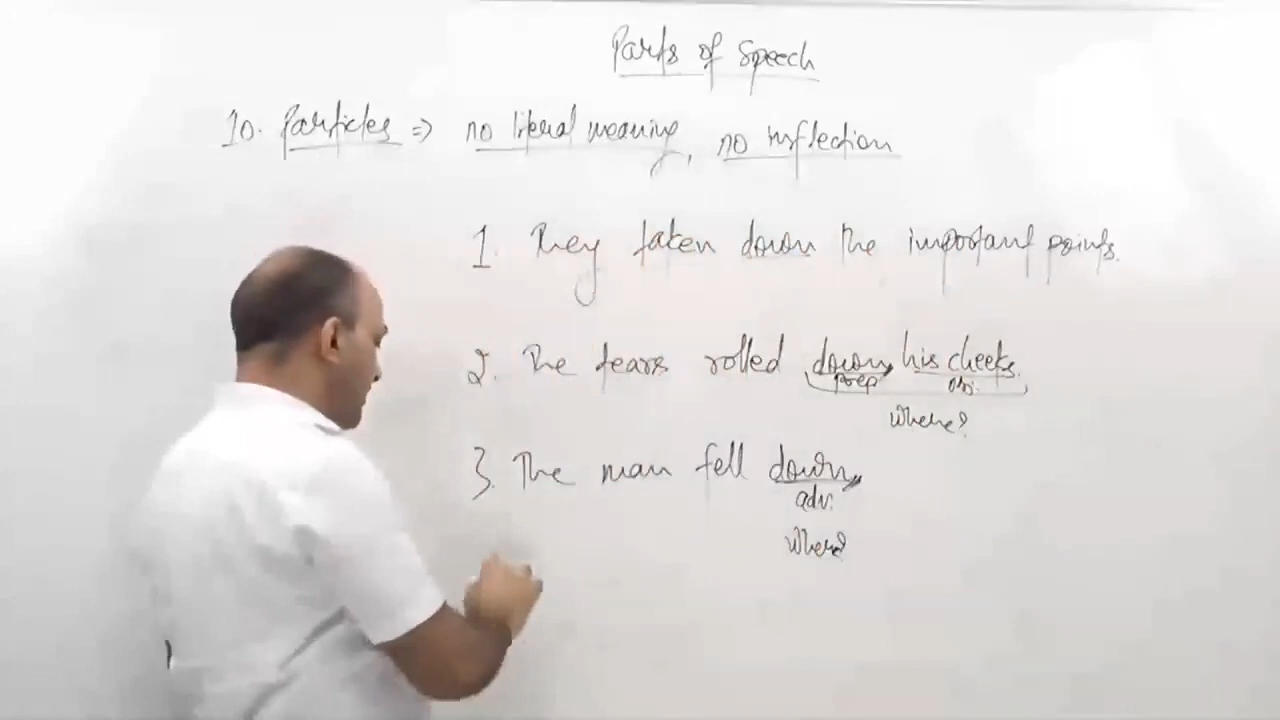 Parts of Speech
10. Particles => no literal meaning, no inflection
1. They taken down the important points.
2. The tears rolled down his cheeks.
prep obj.
Where?
3. The man fell down
adv.
Where?